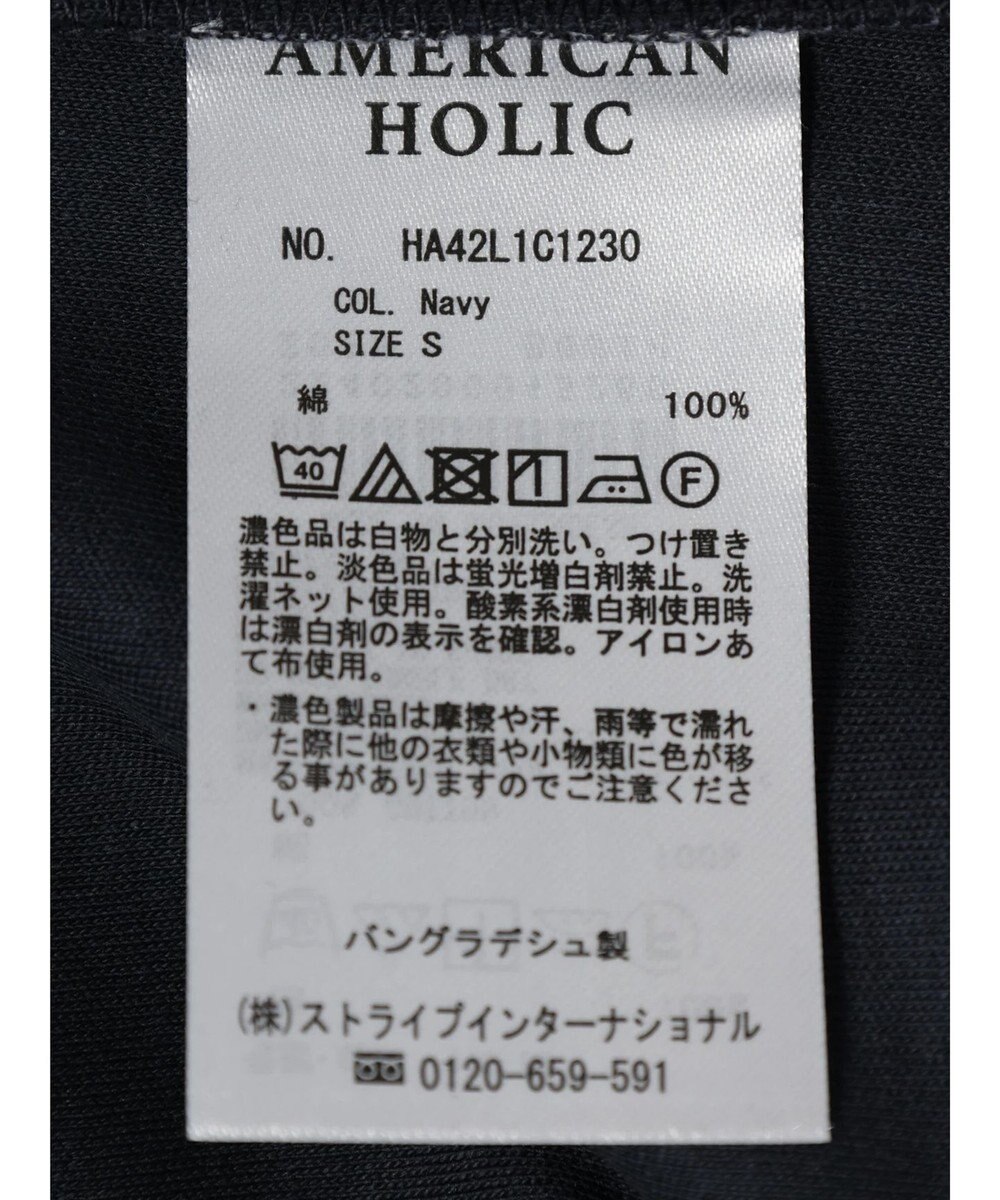 AMERICAN
HOLIC
NO. HA42L1C1230
COL. Navy
SIZE S
綿 100%
40 F
濃色品は白物と分別洗い。つけ置き
禁止。淡色品は蛍光増白剤禁止。洗
濯ネット使用。酸素系漂白剤使用時
は漂白剤の表示を確認。アイロンあ
て布使用。
・濃色製品は摩擦や汗、雨等で濡れ
た際に他の衣類や小物類に色が移
る事がありますのでご注意くださ
い。
バングラデシュ製
(株)ストライプインターナショナル
0120-659-591